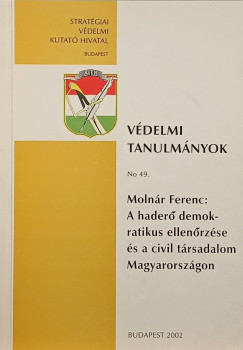 STRATÉGIAI
VÉDELMI
KUTATÓ HIVATAL
BUDAPEST
VÉDELMI
TANULMÁNYOK
No 49.
Molnár Ferenc:
A haderő demok-
ratikus ellenőrzése
és a civil társadalom
Magyarországon
BUDAPEST 2002